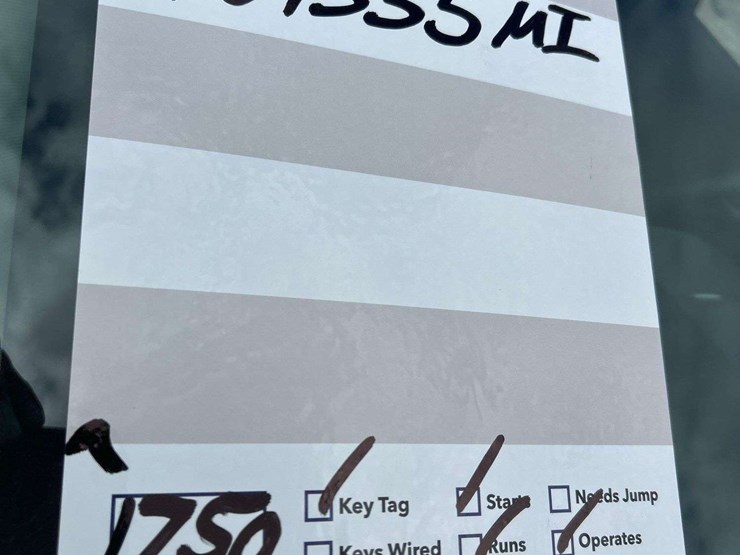 MI
1750
Key Tag Starts Needs Jump
Keys Wired Runs Operates